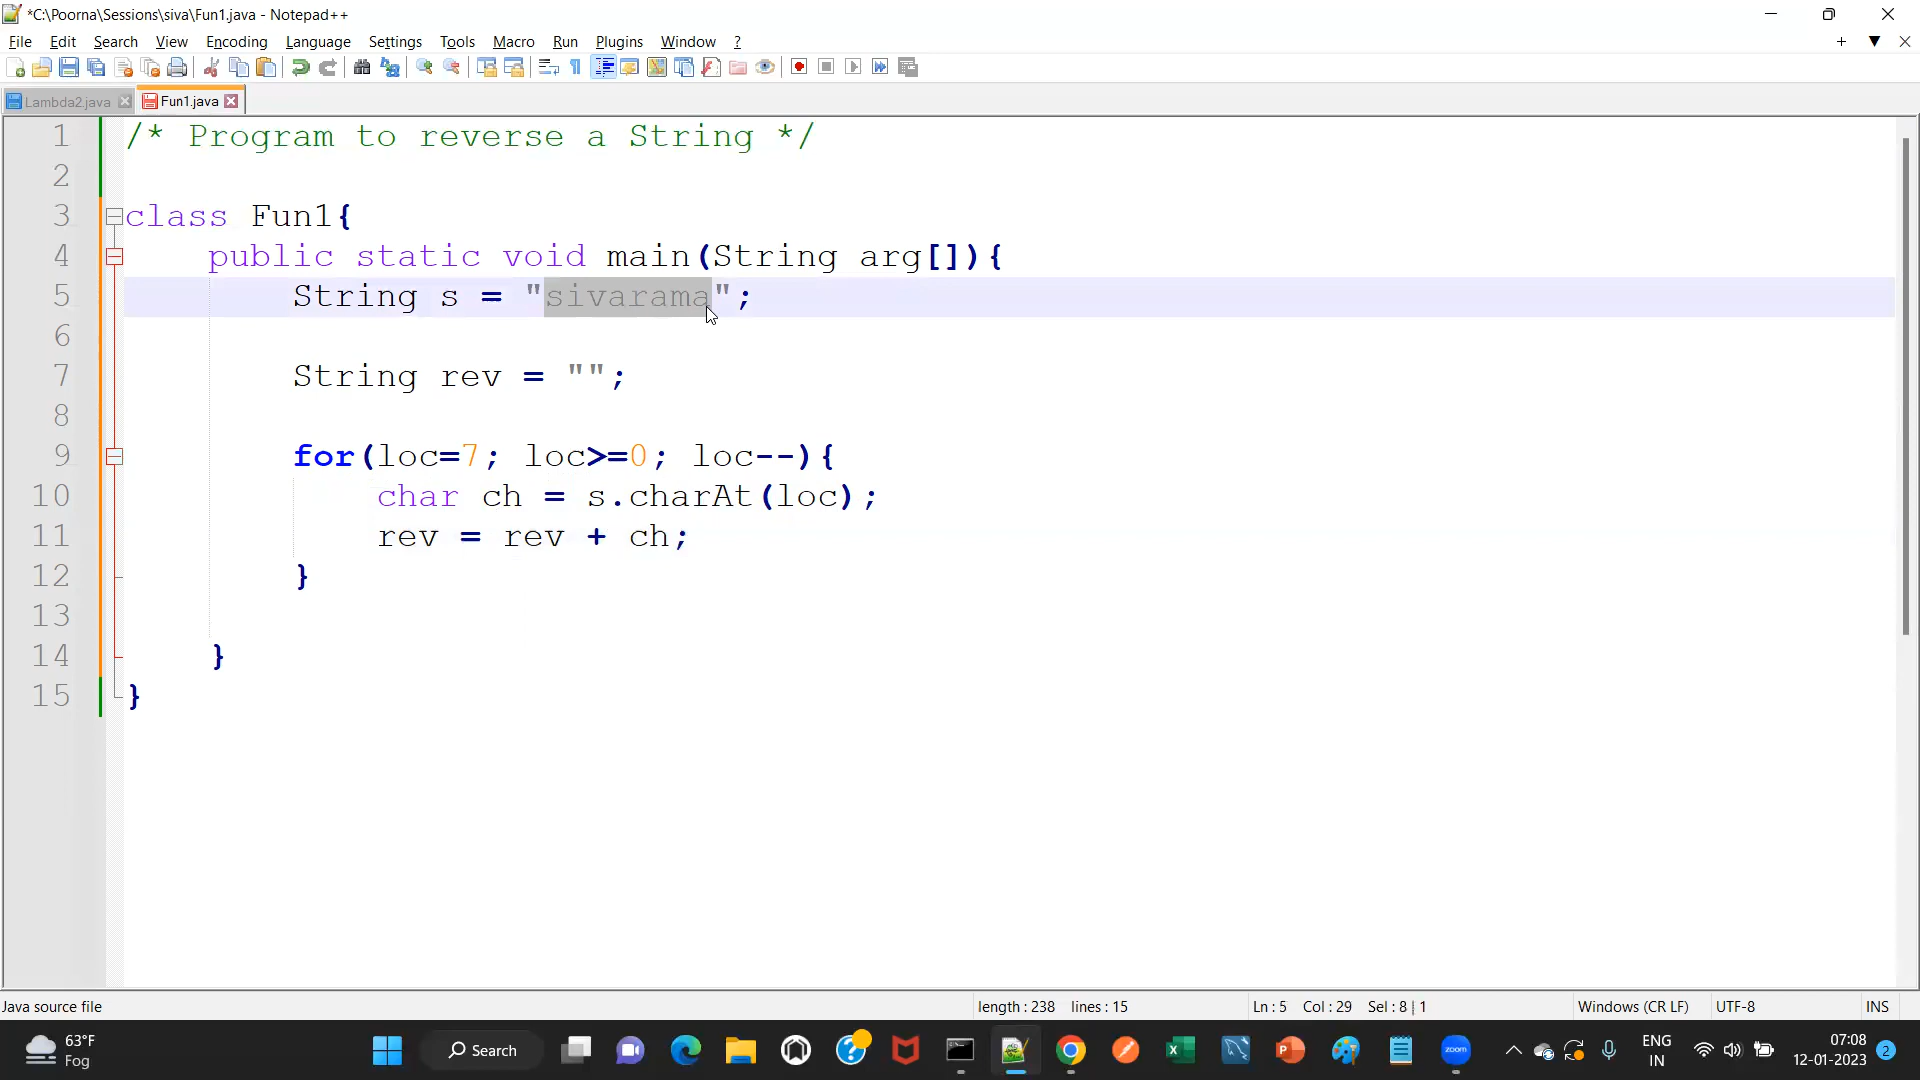 *C:\Poorna\Sessions\siva\Fun1.java - Notepad++
File Edit Search View Encoding Language Settings Tools Macro Run Plugins Window ?
Lambda2.java Fun1.java
1 /* Program to reverse a String */
2
3 class Fun1{
4 public static void main(String arg[]){
5 String s = "sivarama";
6
7 String rev = "";
8
9 for(loc=7; loc>=0; loc--){
10 char ch = s.charAt(loc);
11 rev = rev + ch;
12 }
13
14 }
15 }
Java source file length : 238 lines : 15 Ln : 5 Col : 29 Sel : 8 | 1 Windows (CR LF) UTF-8 INS
63°F
Fog
Search
zoom
ENG
IN
07:08
12-01-2023
2